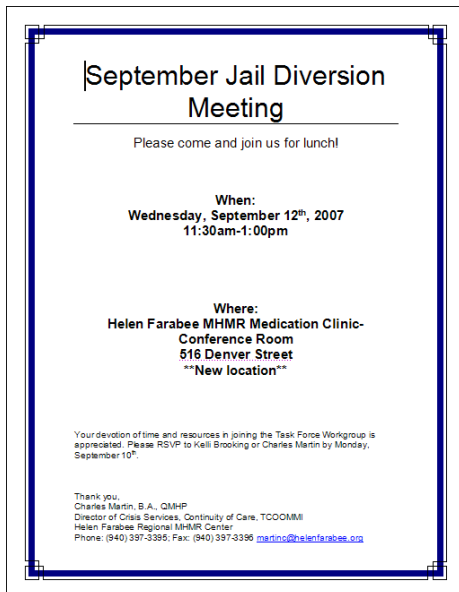 September Jail Diversion
Meeting
Please come and join us for lunch!
When:
Wednesday, September 12th, 2007
11:30am-1:00pm
Where:
Helen Farabee MHMR Medication Clinic-
Conference Room
516 Denver Street
**New location**
Your devotion of time and resources in joining the Task Force Workgroup is
appreciated. Please RSVP to Kelli Brooking or Charles Martin by Monday,
September 10th.
Thank you,
Charles Martin, B.A., QMHP
Director of Crisis Services, Continuity of Care, TCOOMMI
Helen Farabee Regional MHMR Center
Phone: (940) 397-3395; Fax: (940) 397-3396 martinc@helenfarabee.org